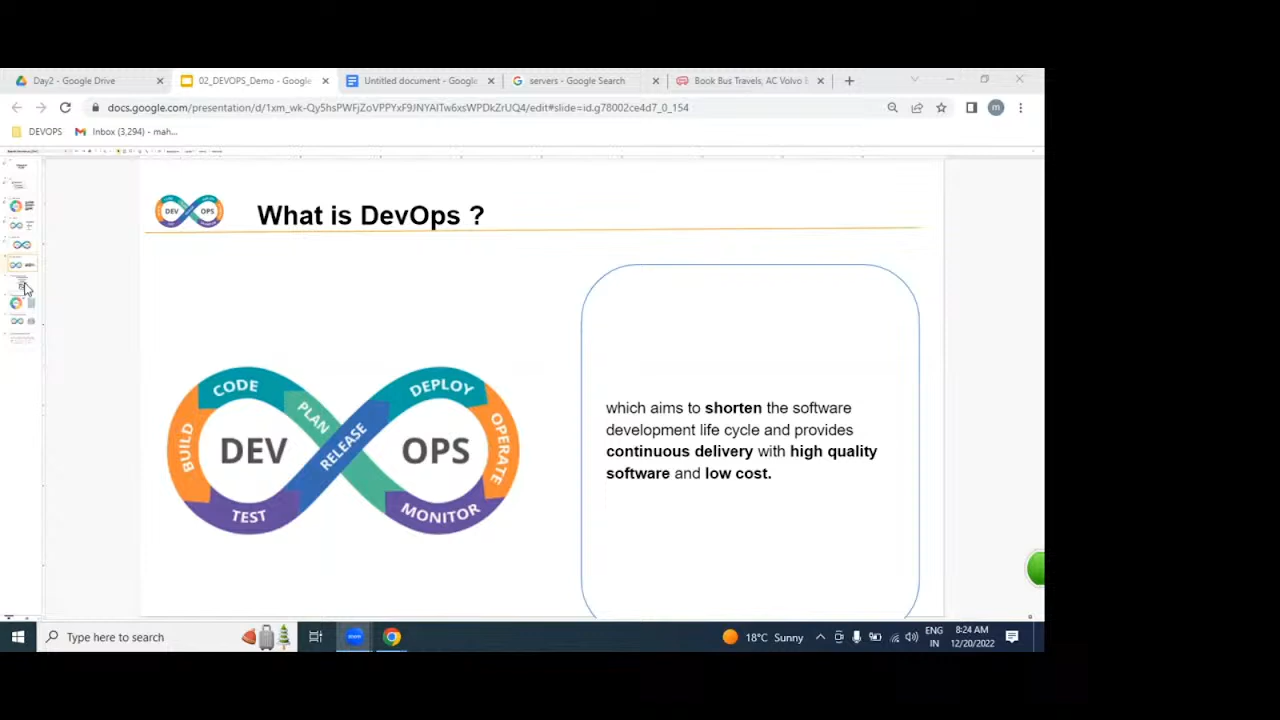 Day2 - Google Drive
02_DEVOPS_Demo - Google
Untitled document - Google
servers - Google Search
Book Bus Travels, AC Volvo B
docs.google.com/presentation/d/1xm_wk-Qy5hsPWFjZoVPPYxF9JNYAlTw6xsWPDkZrUQ4/edit#slide=id.g78002ce4d7_0_154
m
DEVOPS
Inbox (3,294) - mah...
DEV OPS
What is DevOps ?
CODE
PLAN
BUILD
DEV
TEST
RELEASE
DEPLOY
OPERATE
OPS
MONITOR
which aims to shorten the software
development life cycle and provides
continuous delivery with high quality
software and low cost.
Type here to search
zoom
18°C Sunny
ENG
IN
8:24 AM
12/20/2022